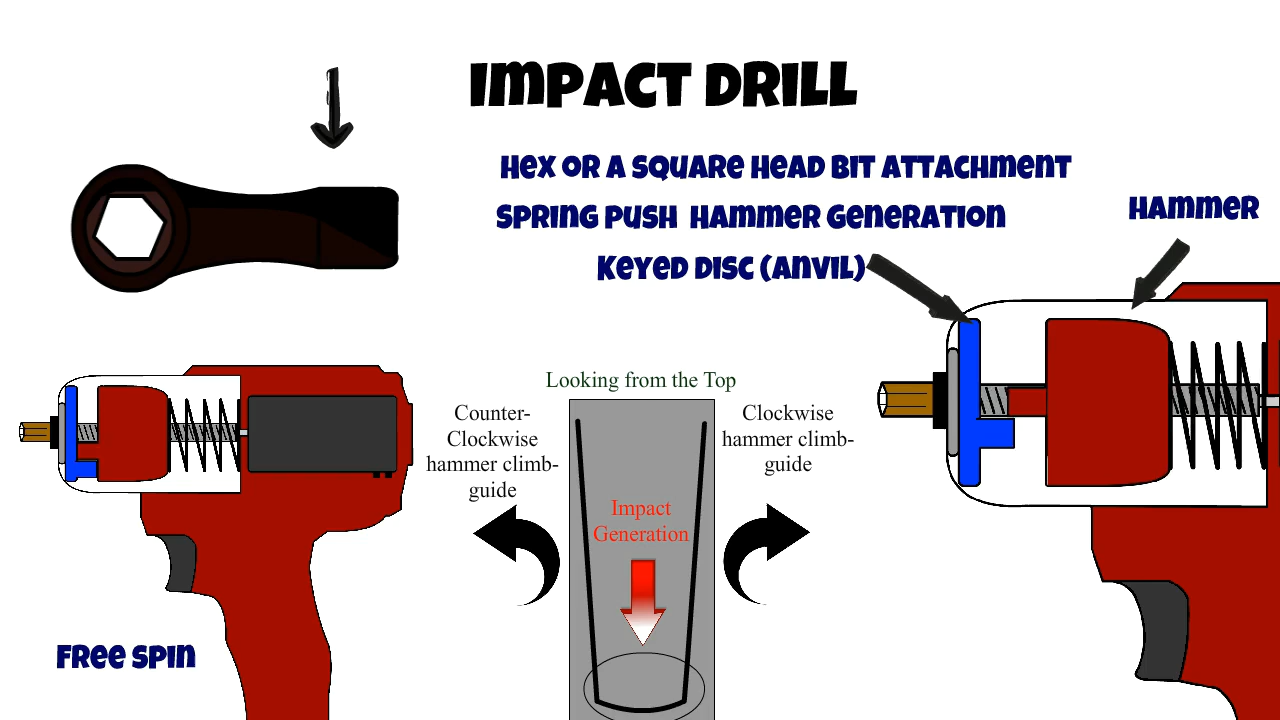 IMPACT DRILL
HEX OR A SQUARE HEAD BIT ATTACHMENT
SPRING PUSH HAMMER GENERATION
HAMMER
KEYED DISC (ANVIL)
Looking from the Top
Counter-
Clockwise
hammer climb-
guide
Clockwise
hammer climb-
guide
Impact
Generation
FREE SPIN